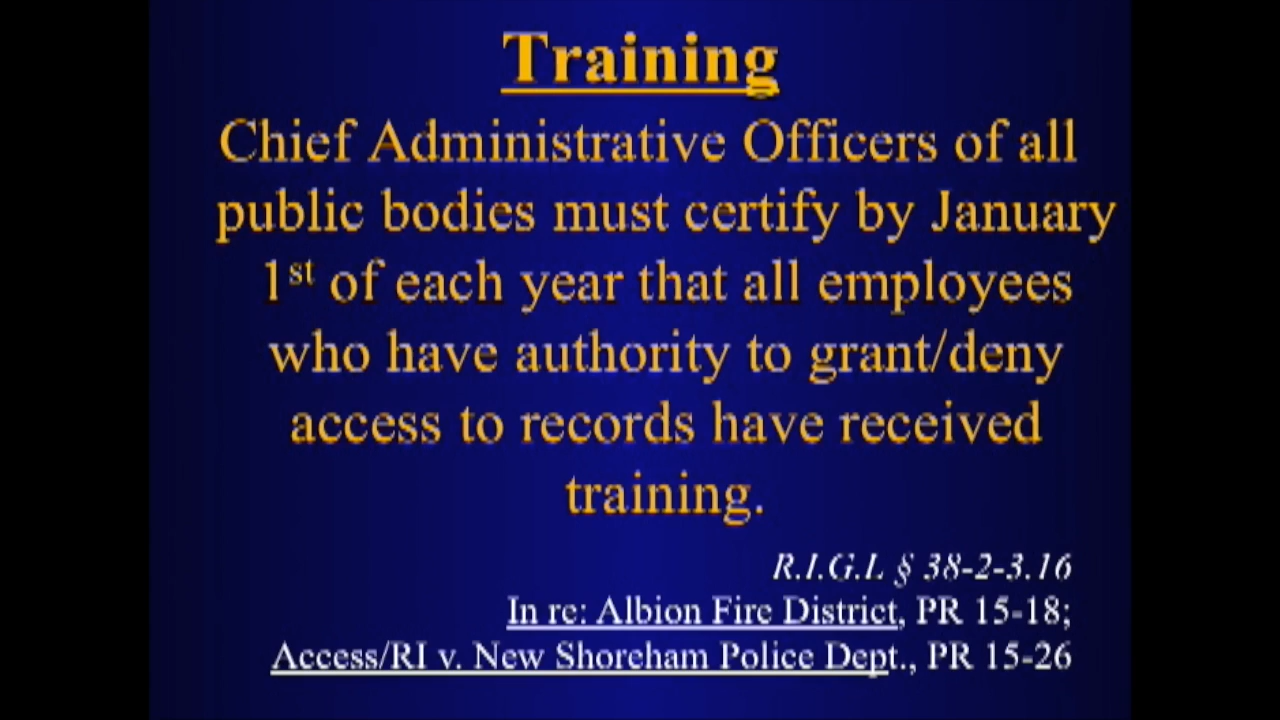 Training
Chief Administrative Officers of all
public bodies must certify by January
1st of each year that all employees
who have authority to grant/deny
access to records have received
training.
R.I.G.L § 38-2-3.16
In re: Albion Fire District, PR 15-18;
Access/RI v. New Shoreham Police Dept., PR 15-26